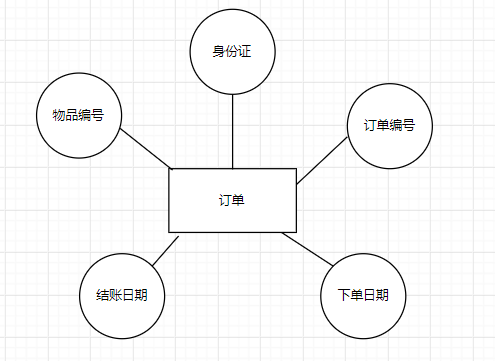 身份证
物品编号
订单编号
订单
结账日期
下单日期